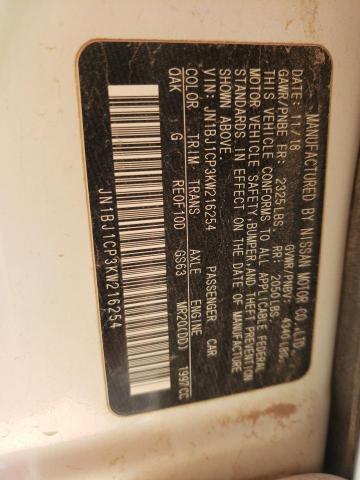 MANUFACTURED BY NISSAN MOTOR CO.,LTD.
DATE: 11/18 GVWR/PNBV: 4340LBS.
GAWR/PNBE FR: 2325LBS. RR: 2050LBS.
THIS VEHICLE CONFORMS TO ALL APPLICABLE FEDERAL
MOTOR VEHICLE SAFETY,BUMPER,AND THEFT PREVENTION
STANDARDS IN EFFECT ON THE DATE OF MANUFACTURE
SHOWN ABOVE.
VIN: JN1BJ1CP3KW216254 PASSENGER CAR
COLOR TRIM TRANS. AXLE ENGINE
QAK G RE0F10D GS63 MR20(DD) 1997CC
JN1BJ1CP3KW216254